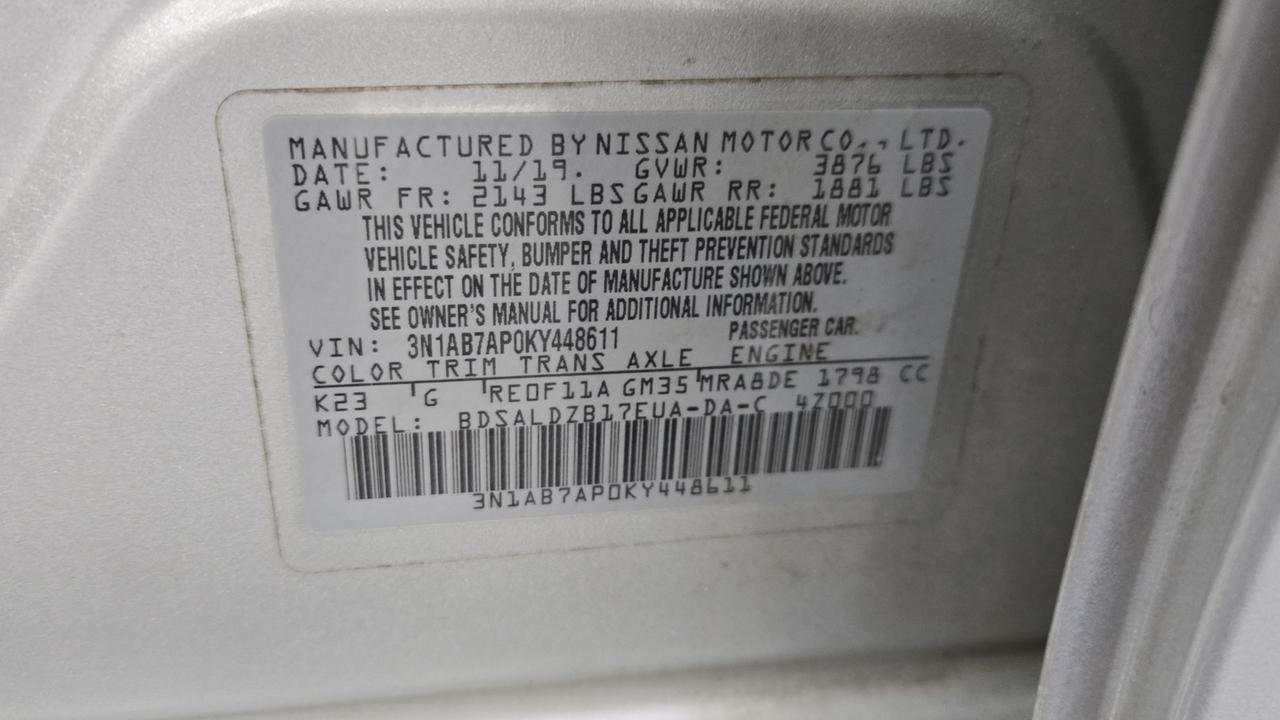 MANUFACTURED BY NISSAN MOTOR CO., LTD.
DATE: 11/19. GVWR: 3876 LBS
GAWR FR: 2143 LBS GAWR RR: 1881 LBS
THIS VEHICLE CONFORMS TO ALL APPLICABLE FEDERAL MOTOR
VEHICLE SAFETY, BUMPER AND THEFT PREVENTION STANDARDS
IN EFFECT ON THE DATE OF MANUFACTURE SHOWN ABOVE.
SEE OWNER'S MANUAL FOR ADDITIONAL INFORMATION.
VIN: 3N1AB7AP0KY448611 PASSENGER CAR.
COLOR TRIM TRANS AXLE ENGINE
K23 G RE0F11A GM35 MRA8DE 1798 CC
MODEL: BDSALDZB17EUA-DA-C 4Z000
3N1AB7AP0KY448611